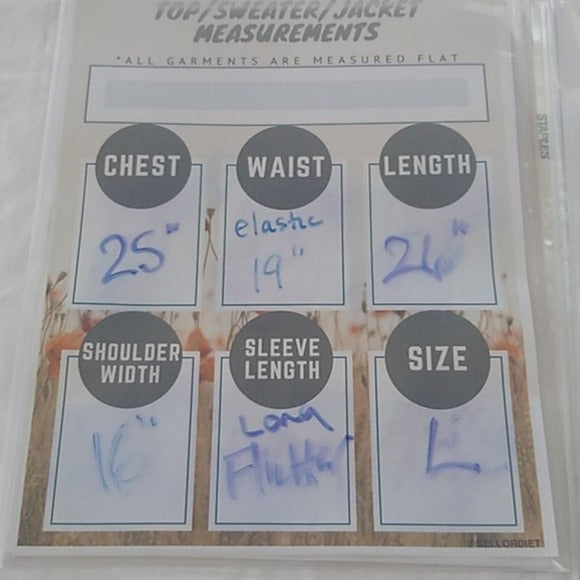 TOP/SWEATER/JACKET
MEASUREMENTS
*ALL GARMENTS ARE MEASURED FLAT
CHEST
25"
WAIST
elastic
19"
LENGTH
26"
SHOULDER
WIDTH
16"
SLEEVE
LENGTH
Long
Flutter
SIZE
L
@SELLORDIET
STAPLES